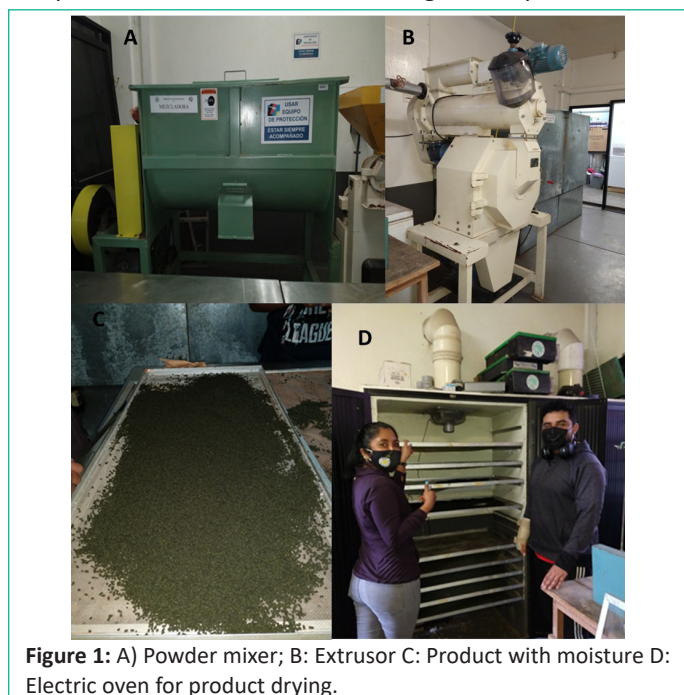 A
B
MEZCLADORA
USAR
EQUIPO
DE PROTECCIÓN
ESTAR SIEMPRE
ACOMPAÑADO
C
LEAGUE
D
Figure 1: A) Powder mixer; B: Extrusor C: Product with moisture D:
Electric oven for product drying.